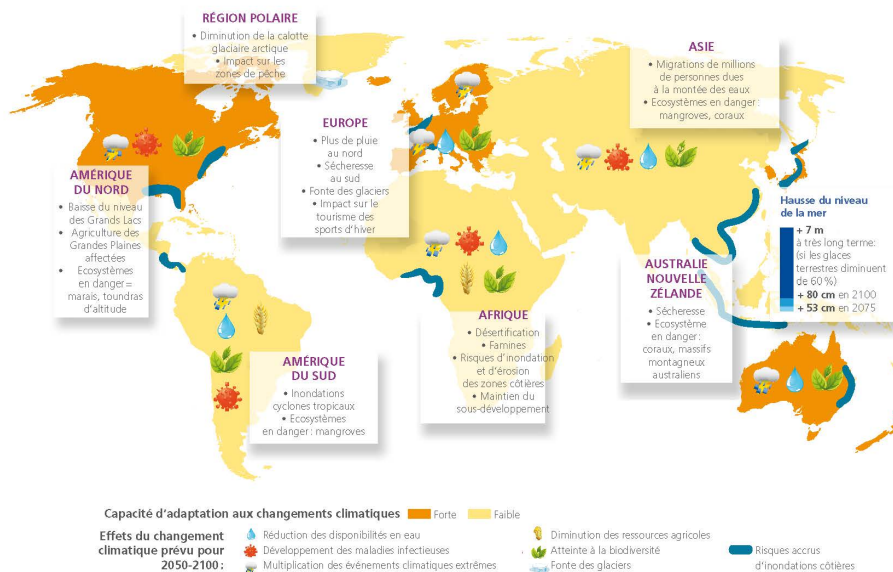 RÉGION POLAIRE
• Diminution de la calotte
glaciaire arctique
• Impact sur les
zones de pêche
ASIE
• Migrations de millions
de personnes dues
à la montée des eaux
• Ecosystèmes en danger :
mangroves, coraux
EUROPE
• Plus de pluie
au nord
• Sécheresse
au sud
• Fonte des glaciers
• Impact sur le
tourisme des
sports d'hiver
AMÉRIQUE
DU NORD
• Baisse du niveau
des Grands Lacs
• Agriculture des
Grandes Plaines
affectées
• Ecosystèmes
en danger =
marais, toundras
d'altitude
Hausse du niveau
de la mer
+ 7 m
à très long terme:
(si les glaces
terrestres diminuent
de 60 %)
+ 80 cm en 2100
+ 53 cm en 2075
AUSTRALIE
NOUVELLE
ZÉLANDE
• Sécheresse
• Ecosystème
en danger :
coraux, massifs
montagneux
australiens
AFRIQUE
• Désertification
• Famines
• Risques d'inondation
et d'érosion
des zones côtières
• Maintien du
sous-développement
AMÉRIQUE
DU SUD
• Inondations
cyclones tropicaux
• Ecosystèmes
en danger : mangroves
Capacité d'adaptation aux changements climatiques Forte Faible
Effets du changement
climatique prévu pour
2050-2100 :
Réduction des disponibilités en eau
Développement des maladies infectieuses
Multiplication des événements climatiques extrêmes
Diminution des ressources agricoles
Atteinte à la biodiversité
Fonte des glaciers
Risques accrus
d'inondations côtières